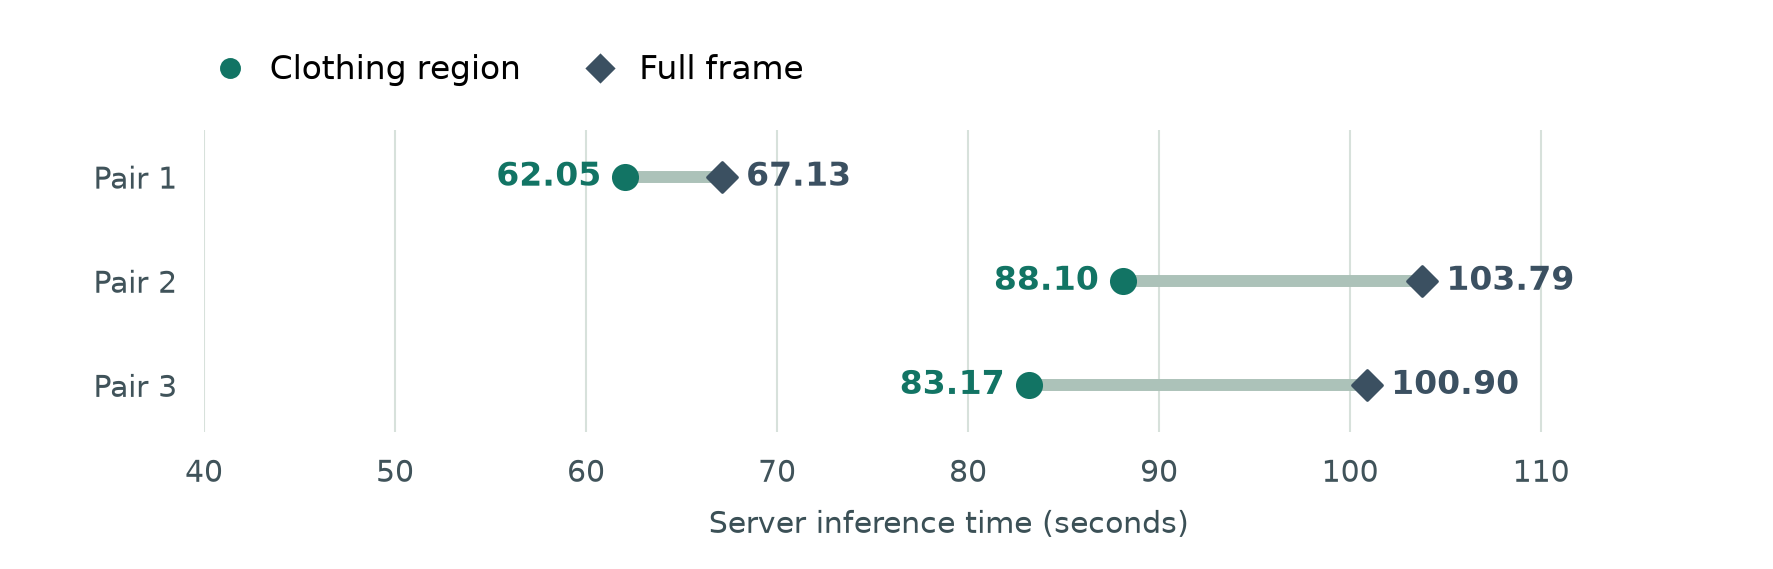 Clothing region Full frame
Pair 1 62.05 67.13
Pair 2 88.10 103.79
Pair 3 83.17 100.90
40 50 60 70 80 90 100 110
Server inference time (seconds)